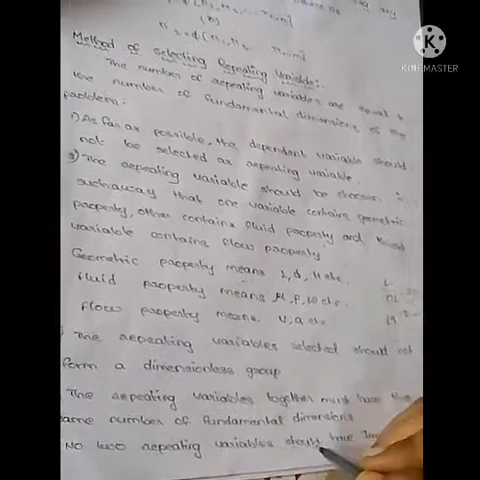 KINEMASTER
Method of Selecting Repeating Variable:-
The number of repeating variables are equal to
the number of fundamental dimensions of the
problem.
1) As far as possible, the dependent variable should
not be selected as repeating variable.
2) The repeating variable should be choosen
such away that one variable contains geometric
property, other contains fluid property and third
variable contains flow property
Geometric property means l, d, H etc.
fluid property means μ, ρ, w etc.
flow property means v, a etc
The repeating variables selected should not
form a dimensionless group
The repeating variables together must have the
same number of fundamental dimensions
No two repeating variables should have